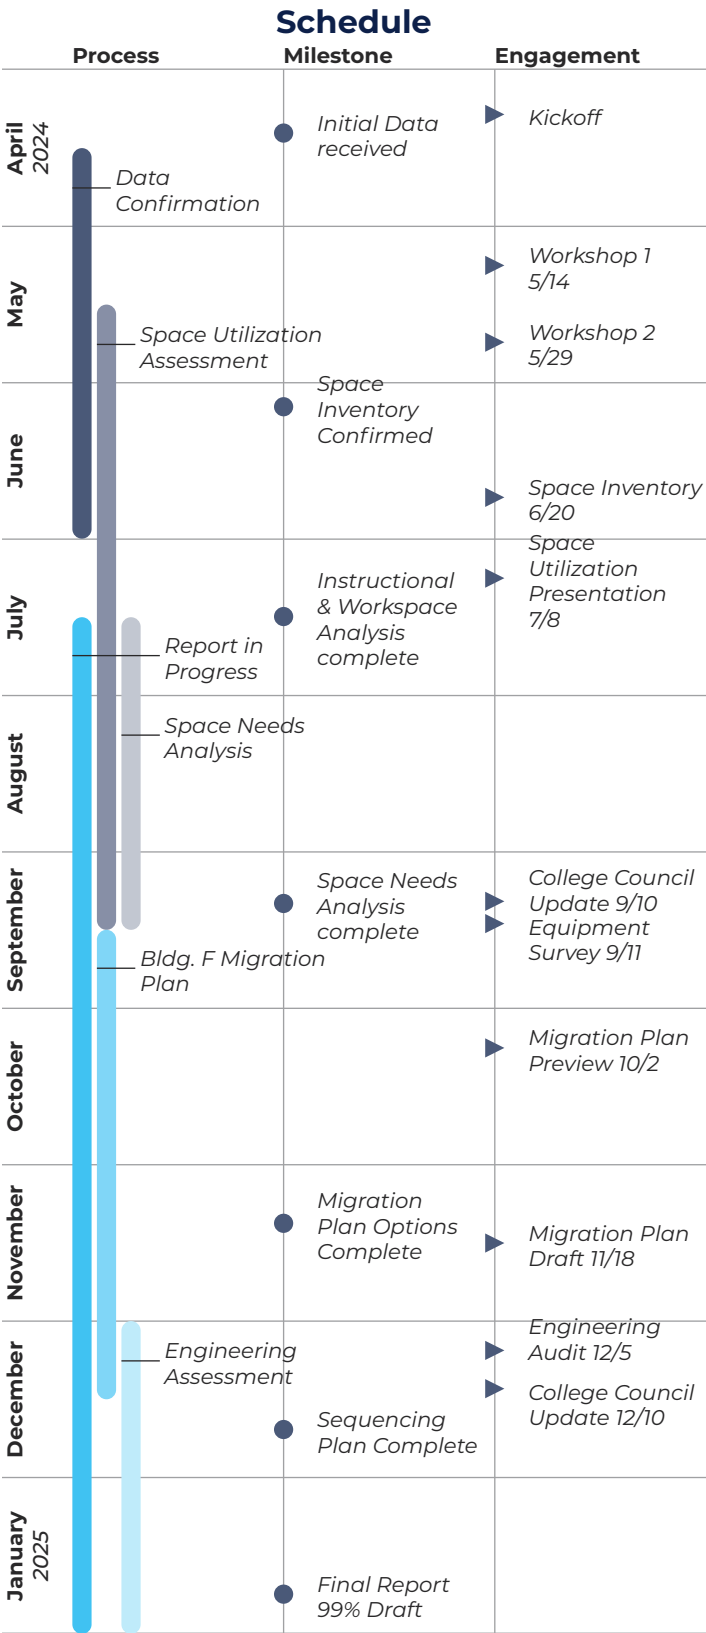 Schedule
Process
Milestone
Engagement
April
2024
Initial Data
received
Kickoff
Data
Confirmation
May
Workshop 1
5/14
Space Utilization
Assessment
Workshop 2
5/29
June
Space
Inventory
Confirmed
Space Inventory
6/20
July
Space
Utilization
Presentation
7/8
Instructional
& Workspace
Analysis
complete
Report in
Progress
August
Space Needs
Analysis
September
Space Needs
Analysis
complete
College Council
Update 9/10
Equipment
Survey 9/11
Bldg. F Migration
Plan
October
Migration Plan
Preview 10/2
November
Migration
Plan Options
Complete
Migration Plan
Draft 11/18
December
Engineering
Assessment
Engineering
Audit 12/5
College Council
Update 12/10
Sequencing
Plan Complete
January
2025
Final Report
99% Draft